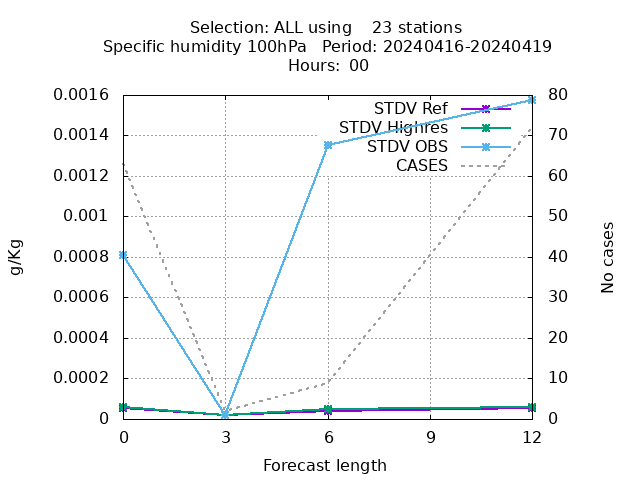 Selection: ALL using 23 stations
Specific humidity 100hPa Period: 20240416-20240419
Hours: 00
0.0016
0.0014
0.0012
0.001
0.0008
0.0006
0.0004
0.0002
0
80
70
60
50
40
30
20
10
0
STDV Ref
STDV Highres
STDV OBS
CASES
g/Kg
No cases
0 3 6 9 12
Forecast length